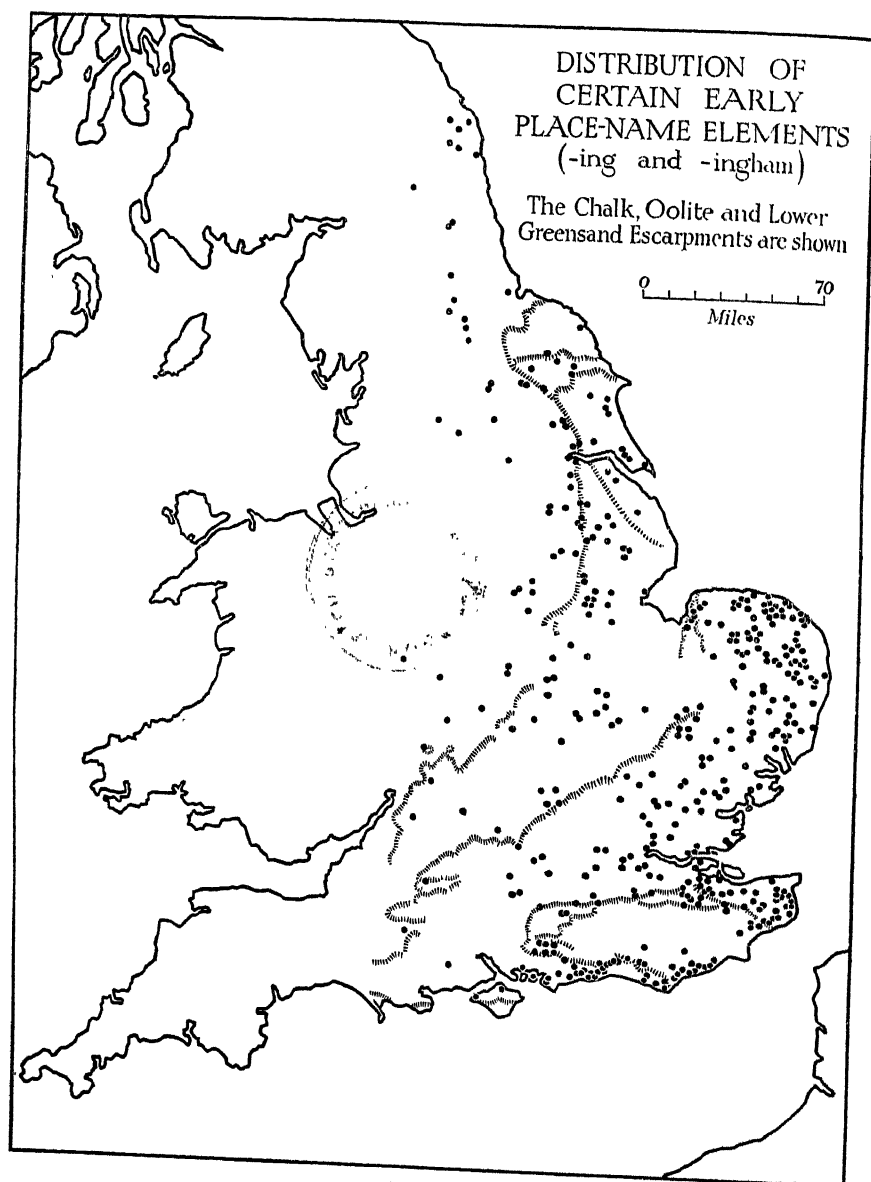 DISTRIBUTION OF
CERTAIN EARLY
PLACE-NAME ELEMENTS
(-ing and -ingham)
The Chalk, Oolite and Lower
Greensand Escarpments are shown
0 70
Miles